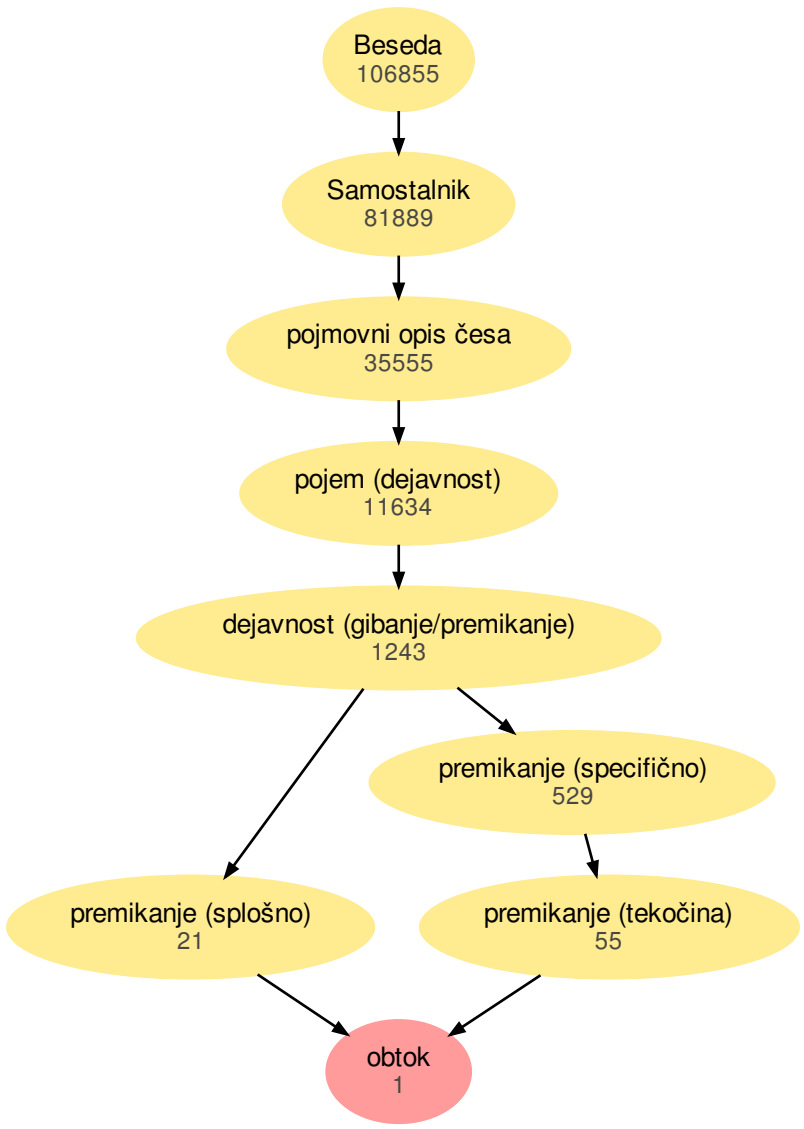 Beseda
106855
Samostalnik
81889
pojmovni opis česa
35555
pojem (dejavnost)
11634
dejavnost (gibanje/premikanje)
1243
premikanje (specifično)
529
premikanje (splošno)
21
premikanje (tekočina)
55
obtok
1